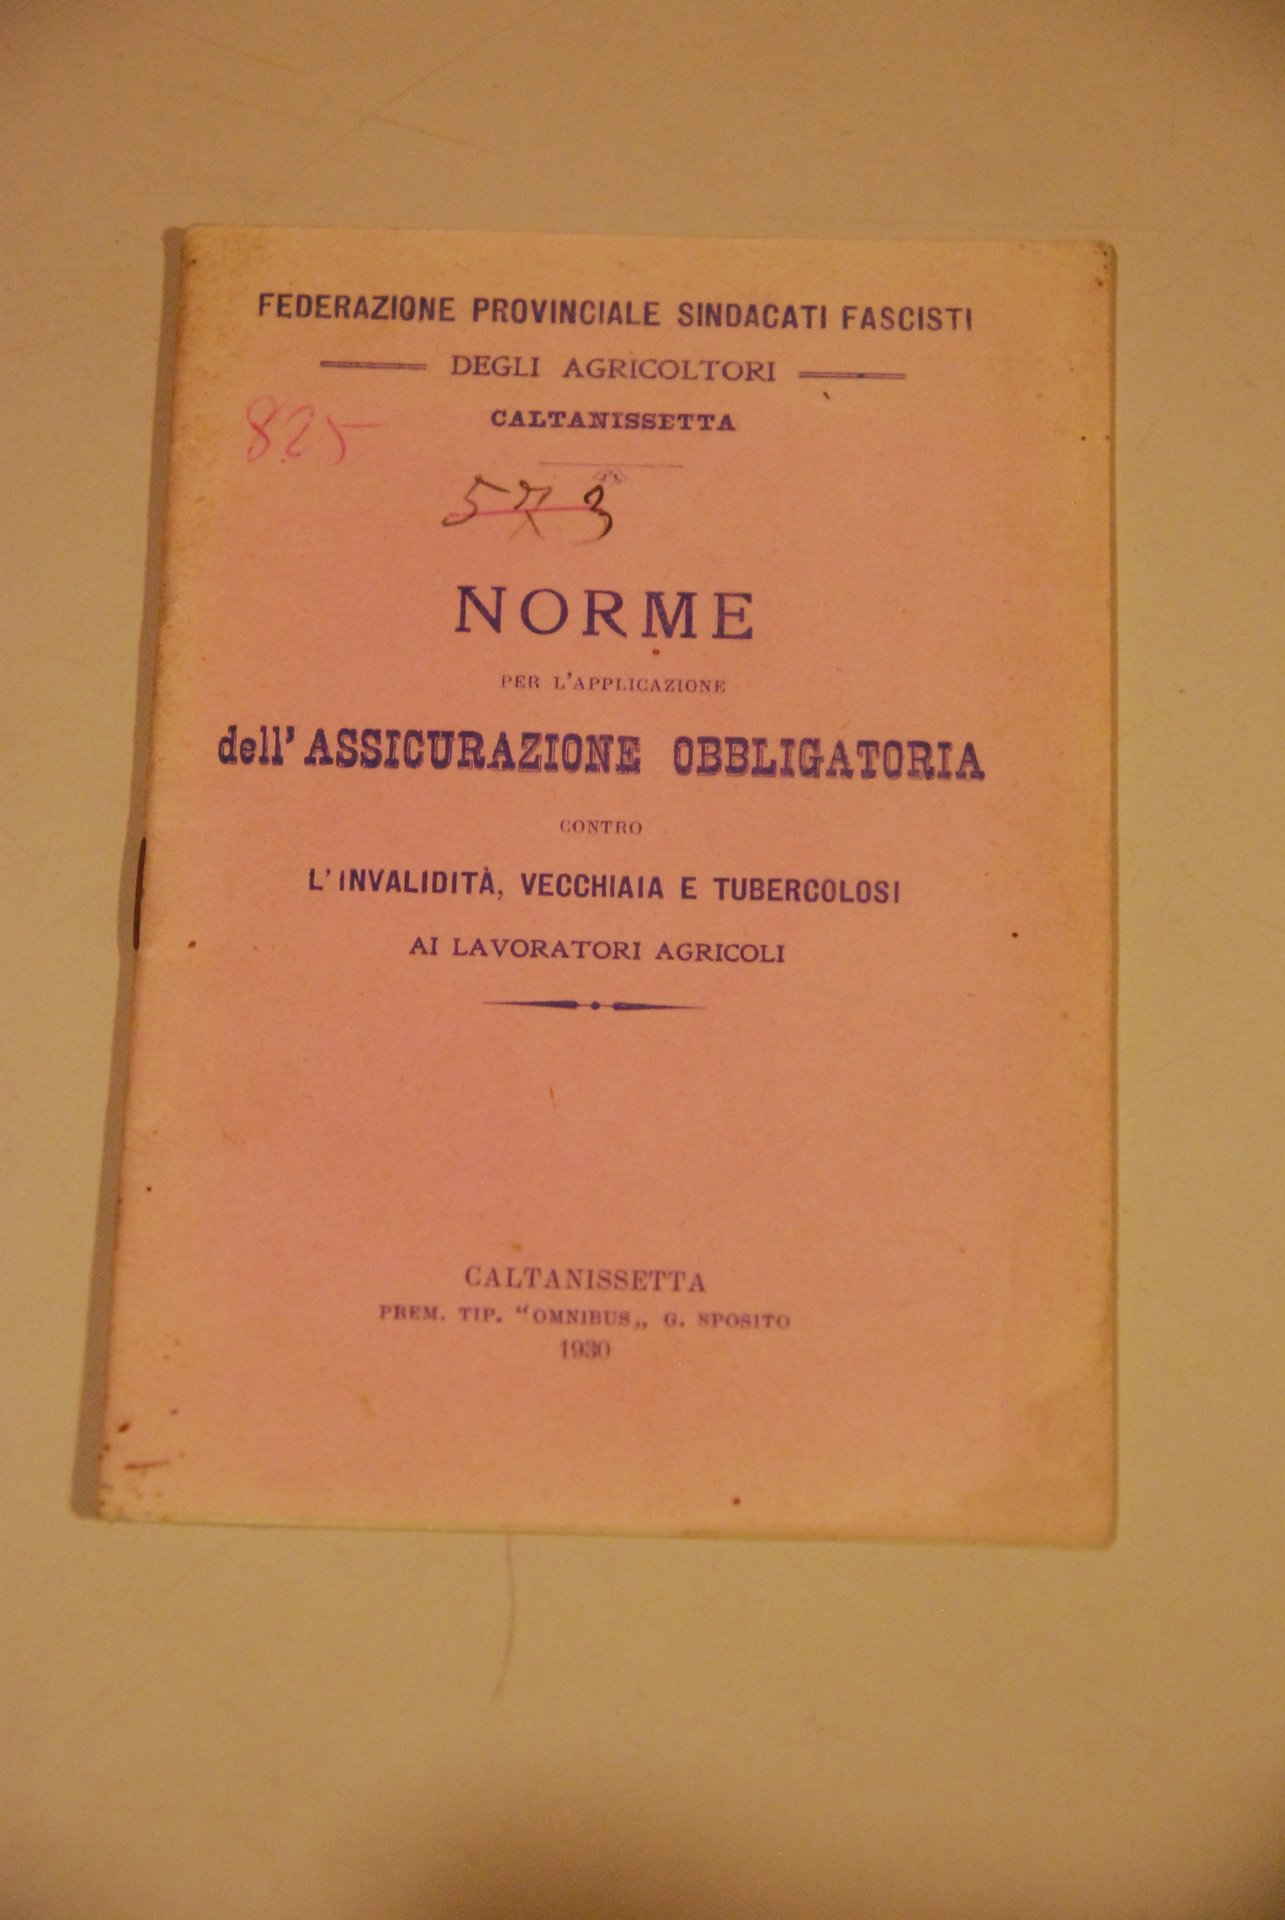 FEDERAZIONE PROVINCIALE SINDACATI FASCISTI
DEGLI AGRICOLTORI
CALTANISSETTA
825
573
NORME
PER L'APPLICAZIONE
dell'ASSICURAZIONE OBBLIGATORIA
CONTRO
L'INVALIDITÀ, VECCHIAIA E TUBERCOLOSI
AI LAVORATORI AGRICOLI
CALTANISSETTA
PREM. TIP. "OMNIBUS„ G. SPOSITO
1930